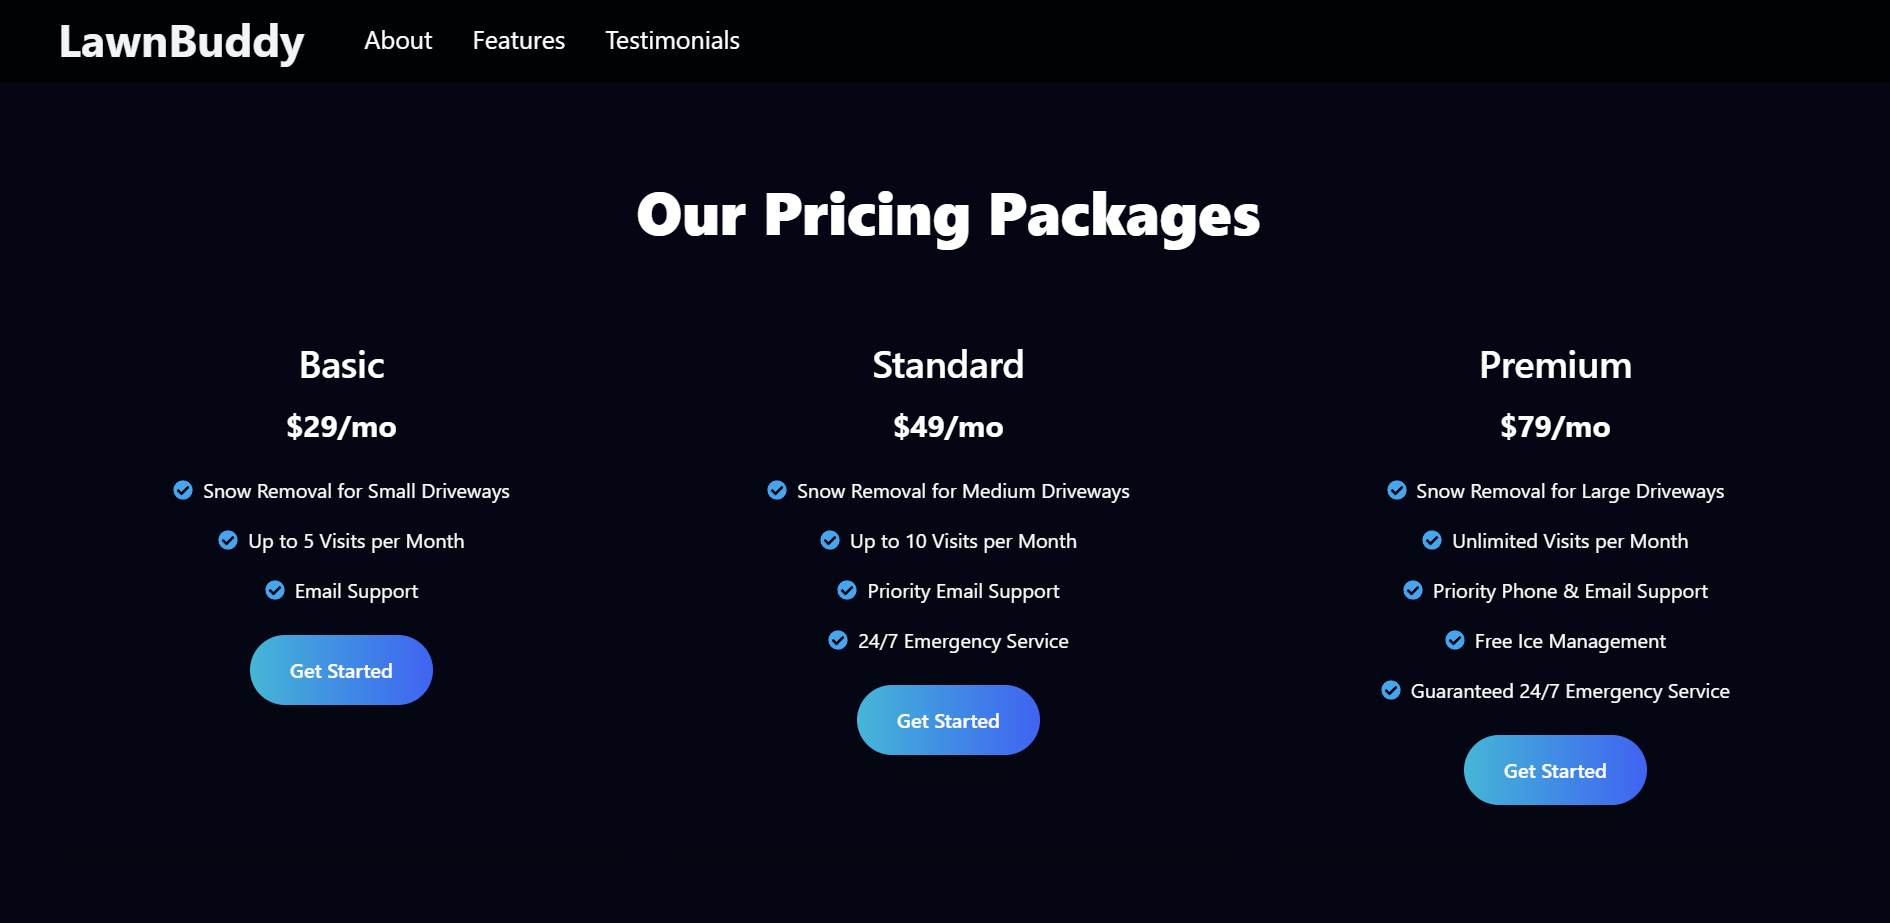 LawnBuddy About Features Testimonials
Our Pricing Packages
Basic
$29/mo
Snow Removal for Small Driveways
Up to 5 Visits per Month
Email Support
Get Started
Standard
$49/mo
Snow Removal for Medium Driveways
Up to 10 Visits per Month
Priority Email Support
24/7 Emergency Service
Get Started
Premium
$79/mo
Snow Removal for Large Driveways
Unlimited Visits per Month
Priority Phone & Email Support
Free Ice Management
Guaranteed 24/7 Emergency Service
Get Started